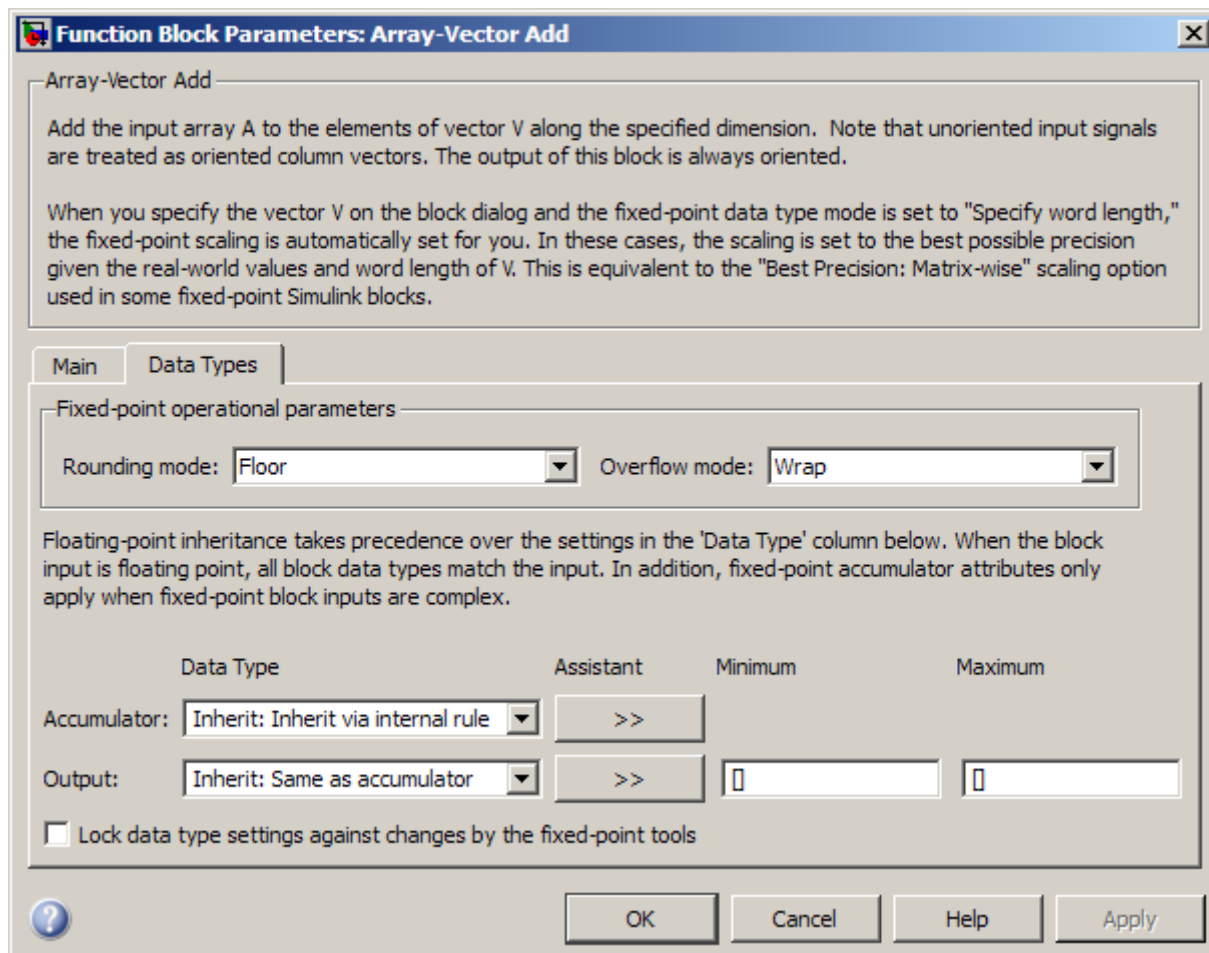 Function Block Parameters: Array-Vector Add
Array-Vector Add
Add the input array A to the elements of vector V along the specified dimension.  Note that unoriented input signals
are treated as oriented column vectors. The output of this block is always oriented.
When you specify the vector V on the block dialog and the fixed-point data type mode is set to "Specify word length,"
the fixed-point scaling is automatically set for you. In these cases, the scaling is set to the best possible precision
given the real-world values and word length of V. This is equivalent to the "Best Precision: Matrix-wise" scaling option
used in some fixed-point Simulink blocks.
Main Data Types
Fixed-point operational parameters
Rounding mode: Floor Overflow mode: Wrap
Floating-point inheritance takes precedence over the settings in the 'Data Type' column below. When the block
input is floating point, all block data types match the input. In addition, fixed-point accumulator attributes only
apply when fixed-point block inputs are complex.
Data Type Assistant Minimum Maximum
Accumulator: Inherit: Inherit via internal rule >>
Output: Inherit: Same as accumulator >> [] []
Lock data type settings against changes by the fixed-point tools
? OK Cancel Help Apply